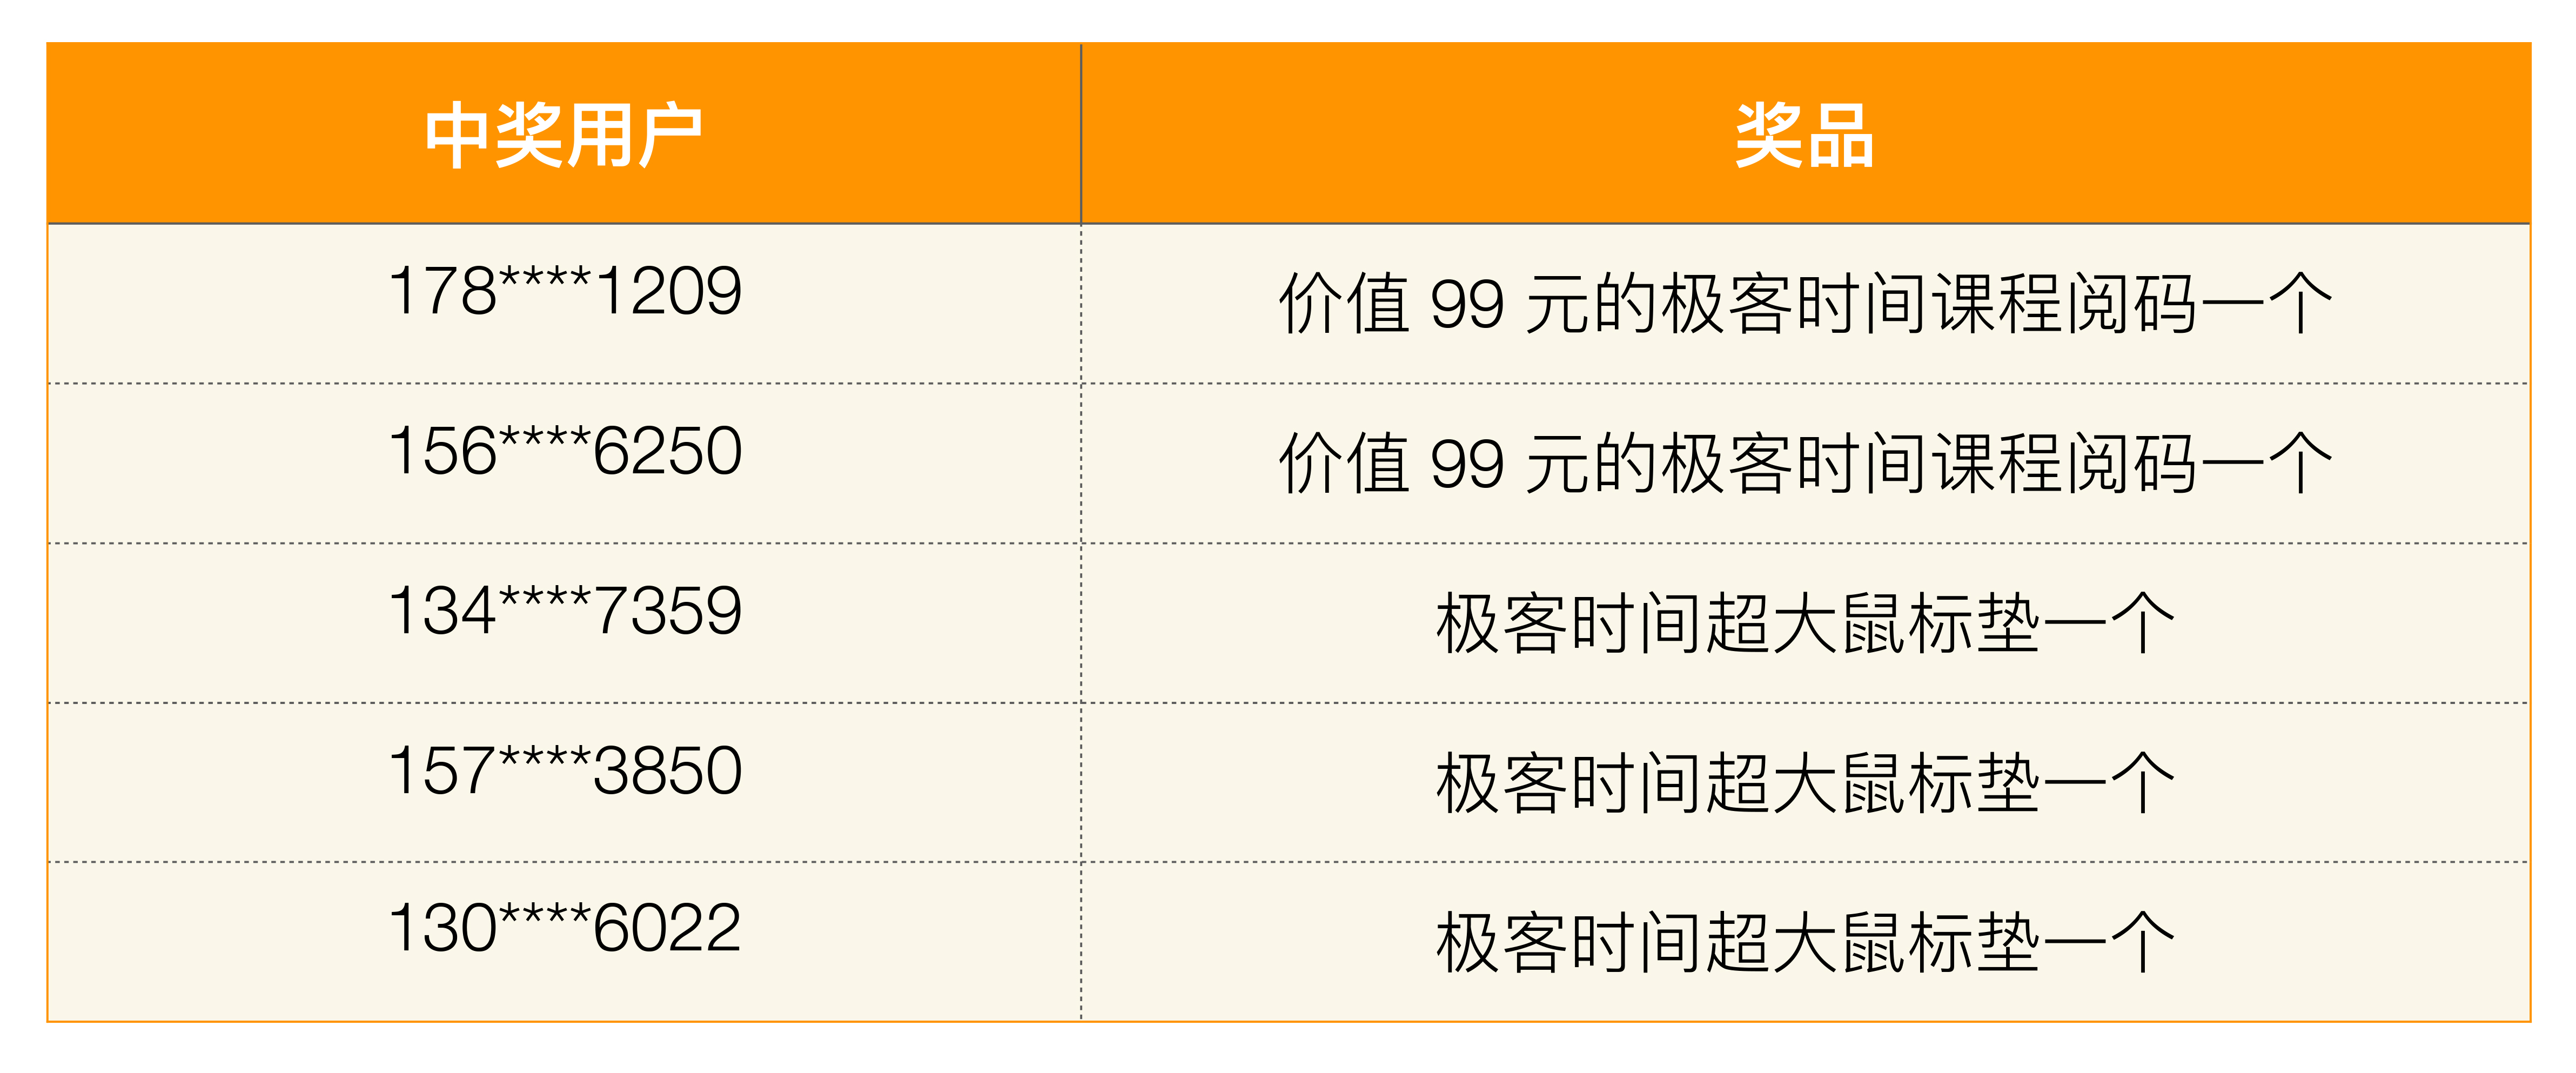 中奖用户 奖品
178****1209 价值 99 元的极客时间课程阅码一个
156****6250 价值 99 元的极客时间课程阅码一个
134****7359 极客时间超大鼠标垫一个
157****3850 极客时间超大鼠标垫一个
130****6022 极客时间超大鼠标垫一个